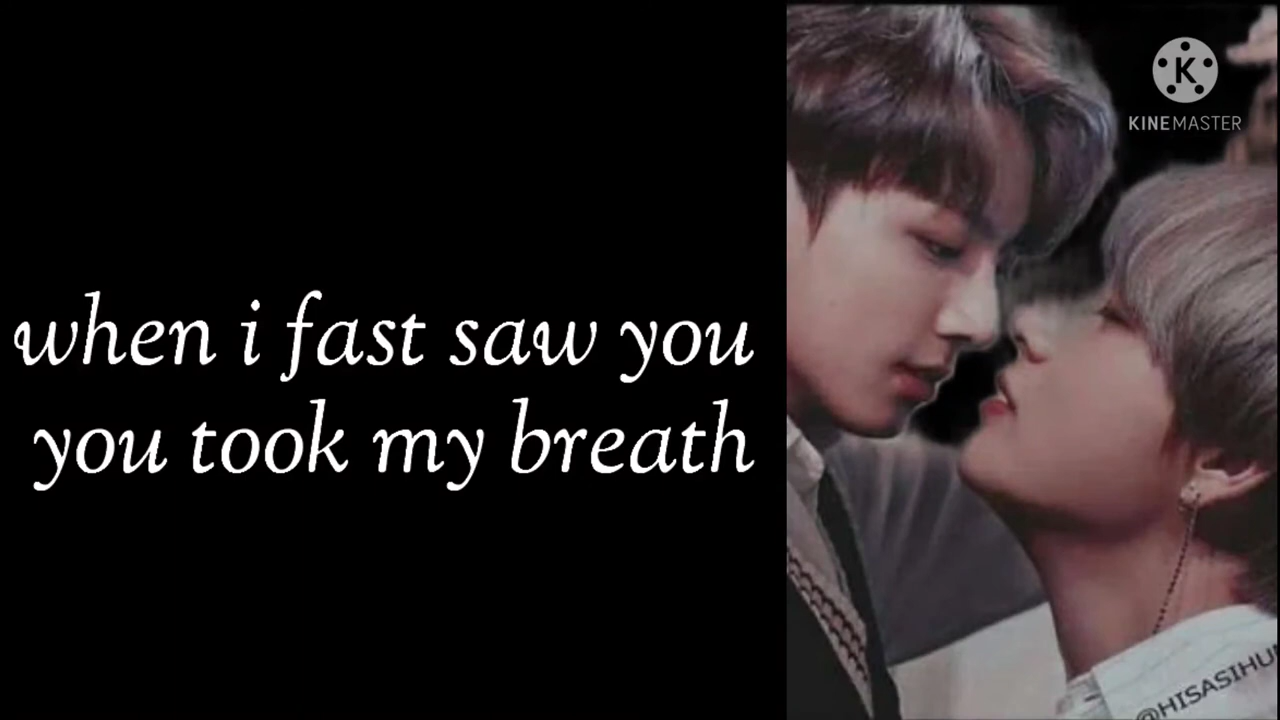 when i fast saw you
you took my breath
K
KINEMASTER
@HISASIHU